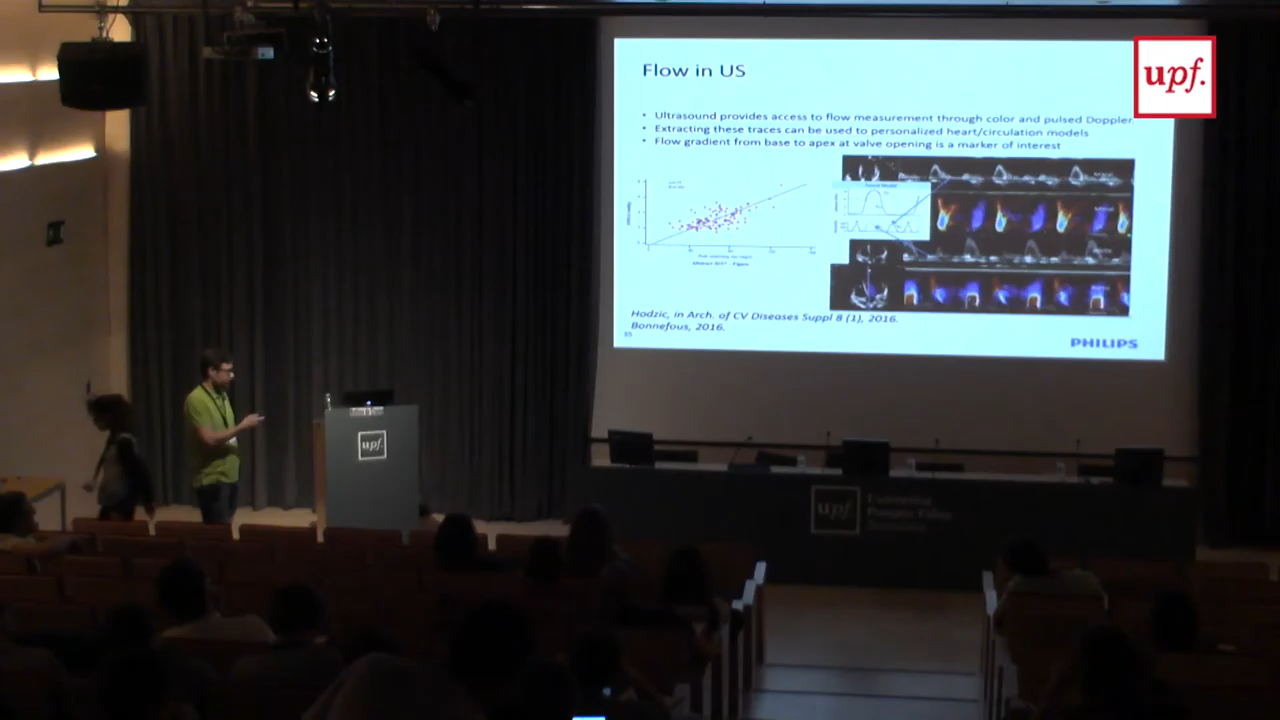 Flow in US
upf.
• Ultrasound provides access to flow measurement through color and pulsed Doppler.
• Extracting these traces can be used to personalized heart/circulation models
• Flow gradient from base to apex at valve opening is a marker of interest
Hodzic, in Arch. of CV Diseases Suppl 8 (1), 2016.
Bonnefous, 2016.
35
PHILIPS
upf.
upf